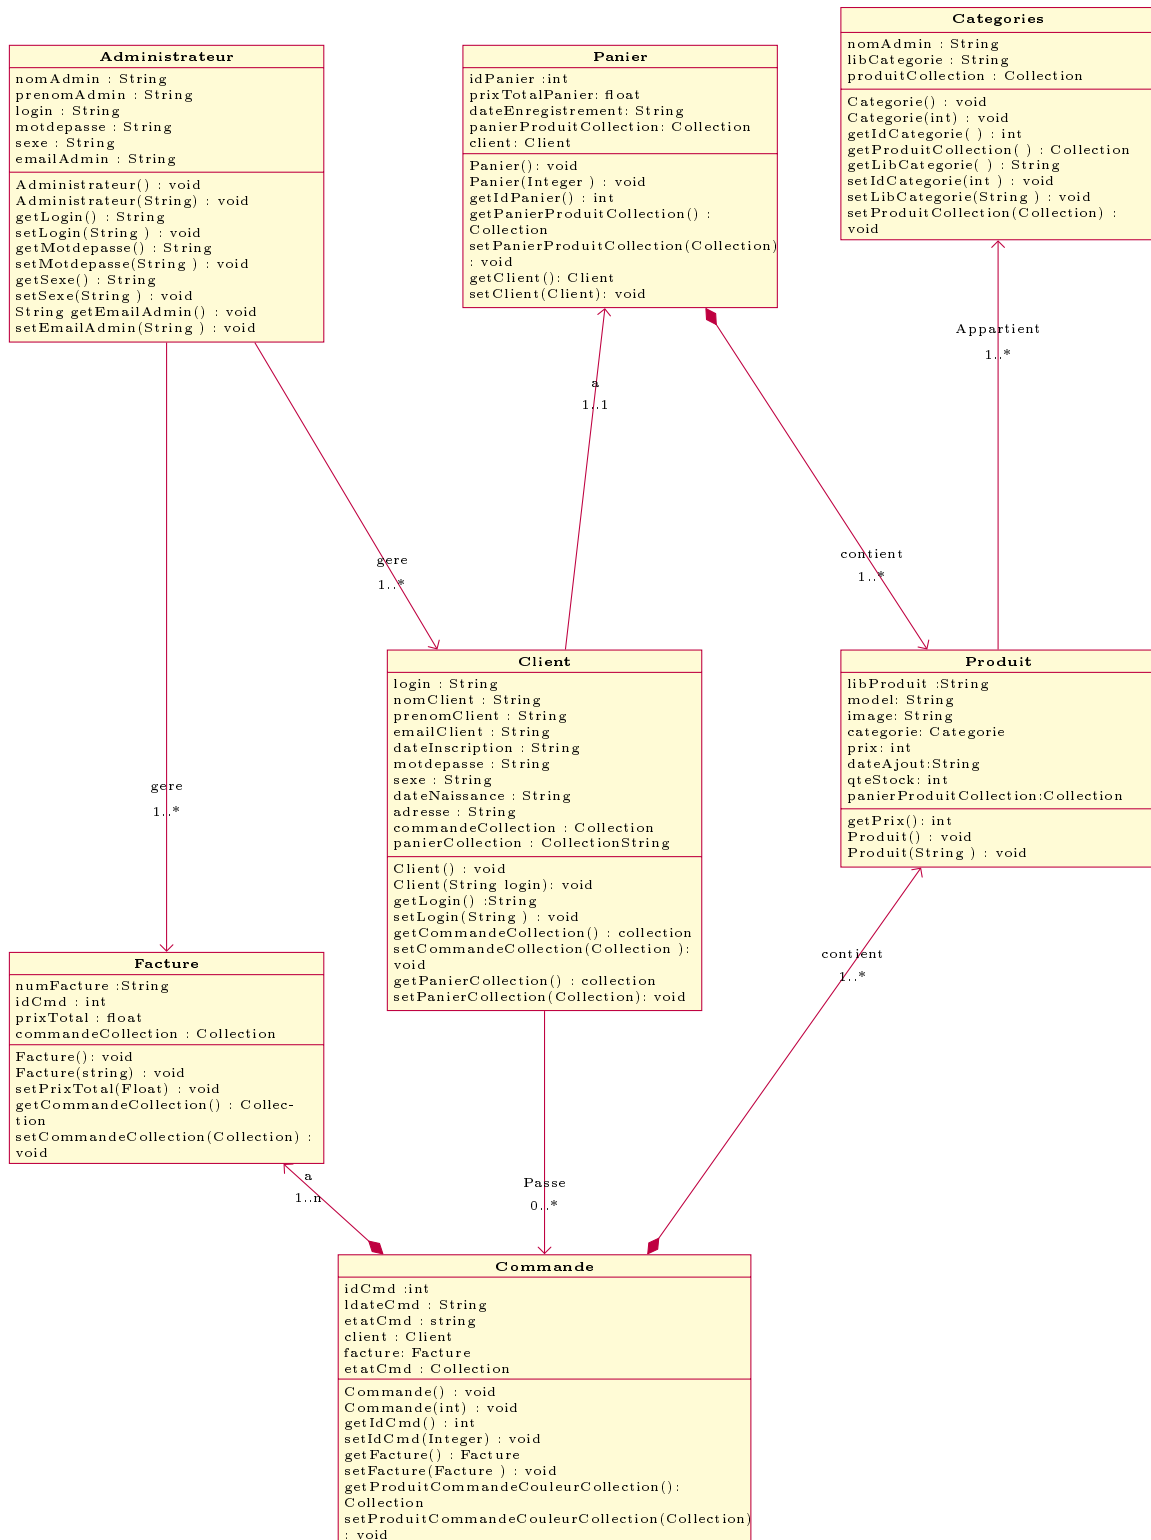 Administrateur
nomAdmin : String
prenomAdmin : String
login : String
motdepasse : String
sexe : String
emailAdmin : String
Administrateur() : void
Administrateur(String) : void
getLogin() : String
setLogin(String ) : void
getMotdepasse() : String
setMotdepasse(String ) : void
getSexe() : String
setSexe(String ) : void
String getEmailAdmin() : void
setEmailAdmin(String ) : void
Panier
idPanier :int
prixTotalPanier: float
dateEnregistrement: String
panierProduitCollection: Collection
client: Client
Panier(): void
Panier(Integer ) : void
getIdPanier() : int
getPanierProduitCollection() :
Collection
setPanierProduitCollection(Collection)
: void
getClient(): Client
setClient(Client): void
Categories
nomAdmin : String
libCategorie : String
produitCollection : Collection
Categorie() : void
Categorie(int) : void
getIdCategorie( ) : int
getProduitCollection( ) : Collection
getLibCategorie( ) : String
setIdCategorie(int ) : void
setLibCategorie(String ) : void
setProduitCollection(Collection) :
void
Appartient
1..*
a
1..1
contient
1..*
gere
1..*
gere
1..*
Client
login : String
nomClient : String
prenomClient : String
emailClient : String
dateInscription : String
motdepasse : String
sexe : String
dateNaissance : String
adresse : String
commandeCollection : Collection
panierCollection : CollectionString
Client() : void
Client(String login): void
getLogin() :String
setLogin(String ) : void
getCommandeCollection() : collection
setCommandeCollection(Collection ):
void
getPanierCollection() : collection
setPanierCollection(Collection): void
Produit
libProduit :String
model: String
image: String
categorie: Categorie
prix: int
dateAjout:String
qteStock: int
panierProduitCollection:Collection
getPrix(): int
Produit() : void
Produit(String ) : void
contient
1..*
Facture
numFacture :String
idCmd : int
prixTotal : float
commandeCollection : Collection
Facture(): void
Facture(string) : void
setPrixTotal(Float) : void
getCommandeCollection() : Collec-
tion
setCommandeCollection(Collection) :
void
a
1..n
Passe
0..*
Commande
idCmd :int
ldateCmd : String
etatCmd : string
client : Client
facture: Facture
etatCmd : Collection
Commande() : void
Commande(int) : void
getIdCmd() : int
setIdCmd(Integer) : void
getFacture() : Facture
setFacture(Facture ) : void
getProduitCommandeCouleurCollection():
Collection
setProduitCommandeCouleurCollection(Collection)
: void